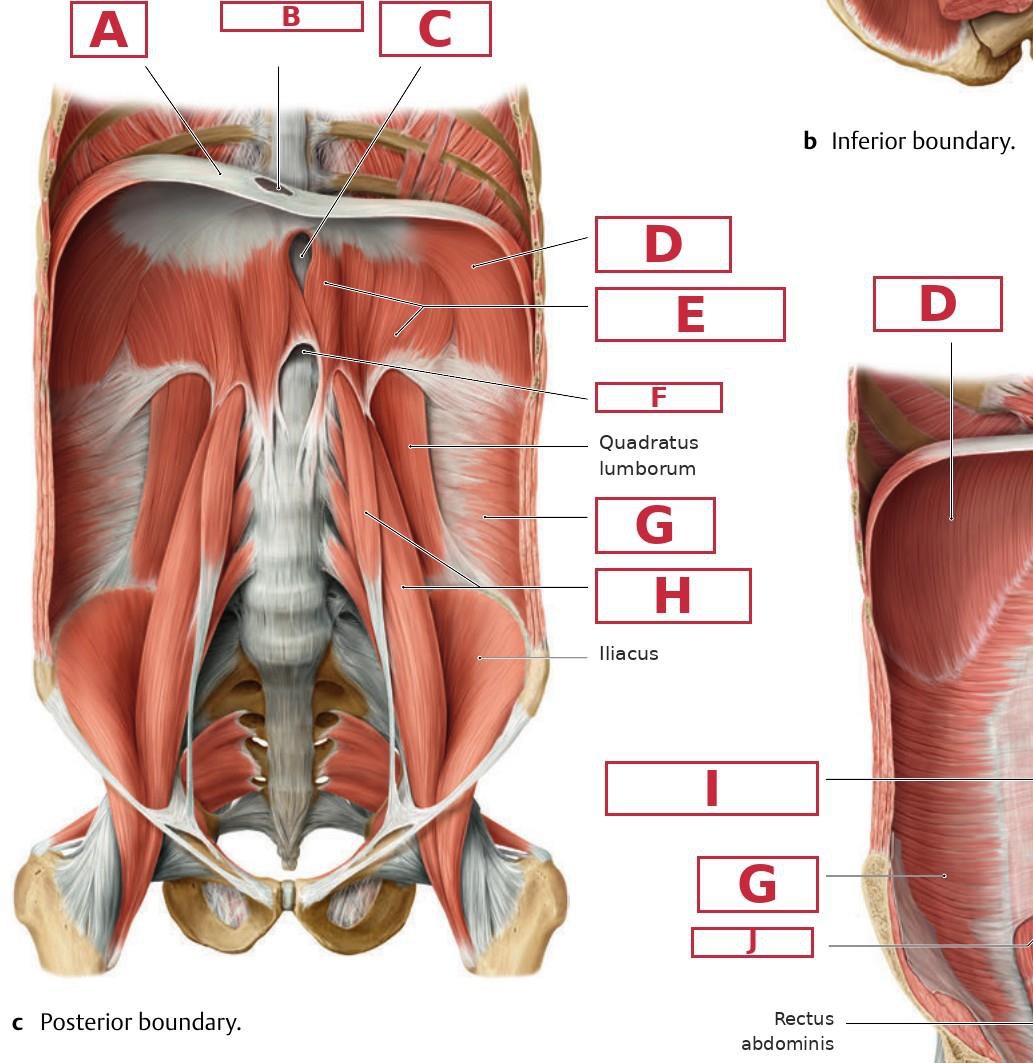 A
B
C
b Inferior boundary.
D
E
D
F
Quadratus
lumborum
G
H
Iliacus
I
G
J
Rectus
abdominis
c Posterior boundary.